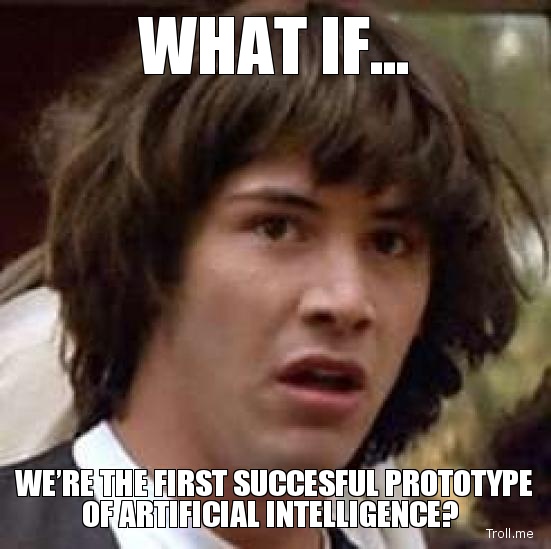 WHAT IF...
WE'RE THE FIRST SUCCESFUL PROTOTYPE
OF ARTIFICIAL INTELLIGENCE?
Troll.me